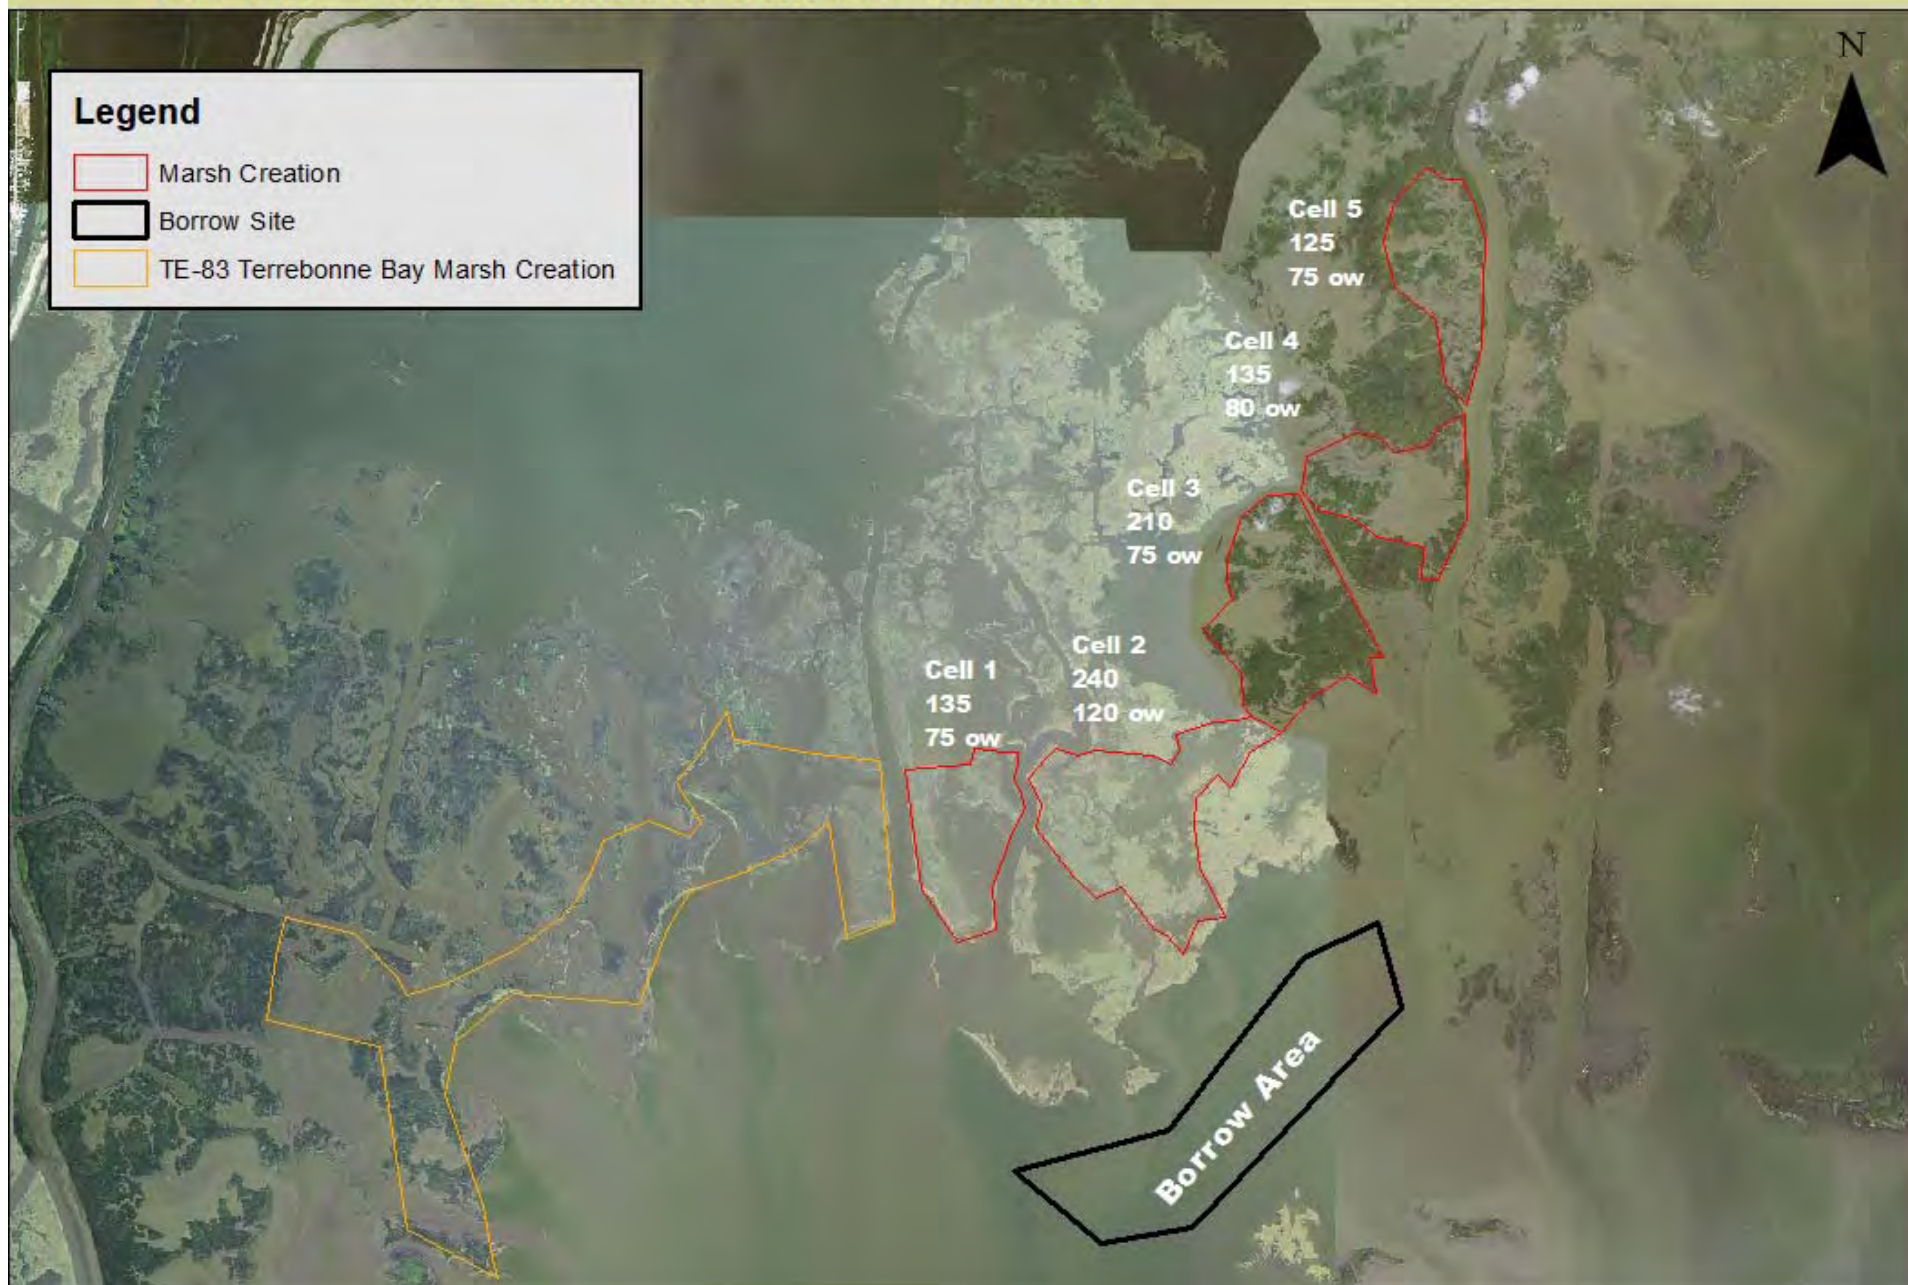 Legend
Marsh Creation
Borrow Site
TE-83 Terrebonne Bay Marsh Creation
N
Cell 5
125
75 ow
Cell 4
135
80 ow
Cell 3
210
75 ow
Cell 2
240
120 ow
Cell 1
135
75 ow
Borrow Area